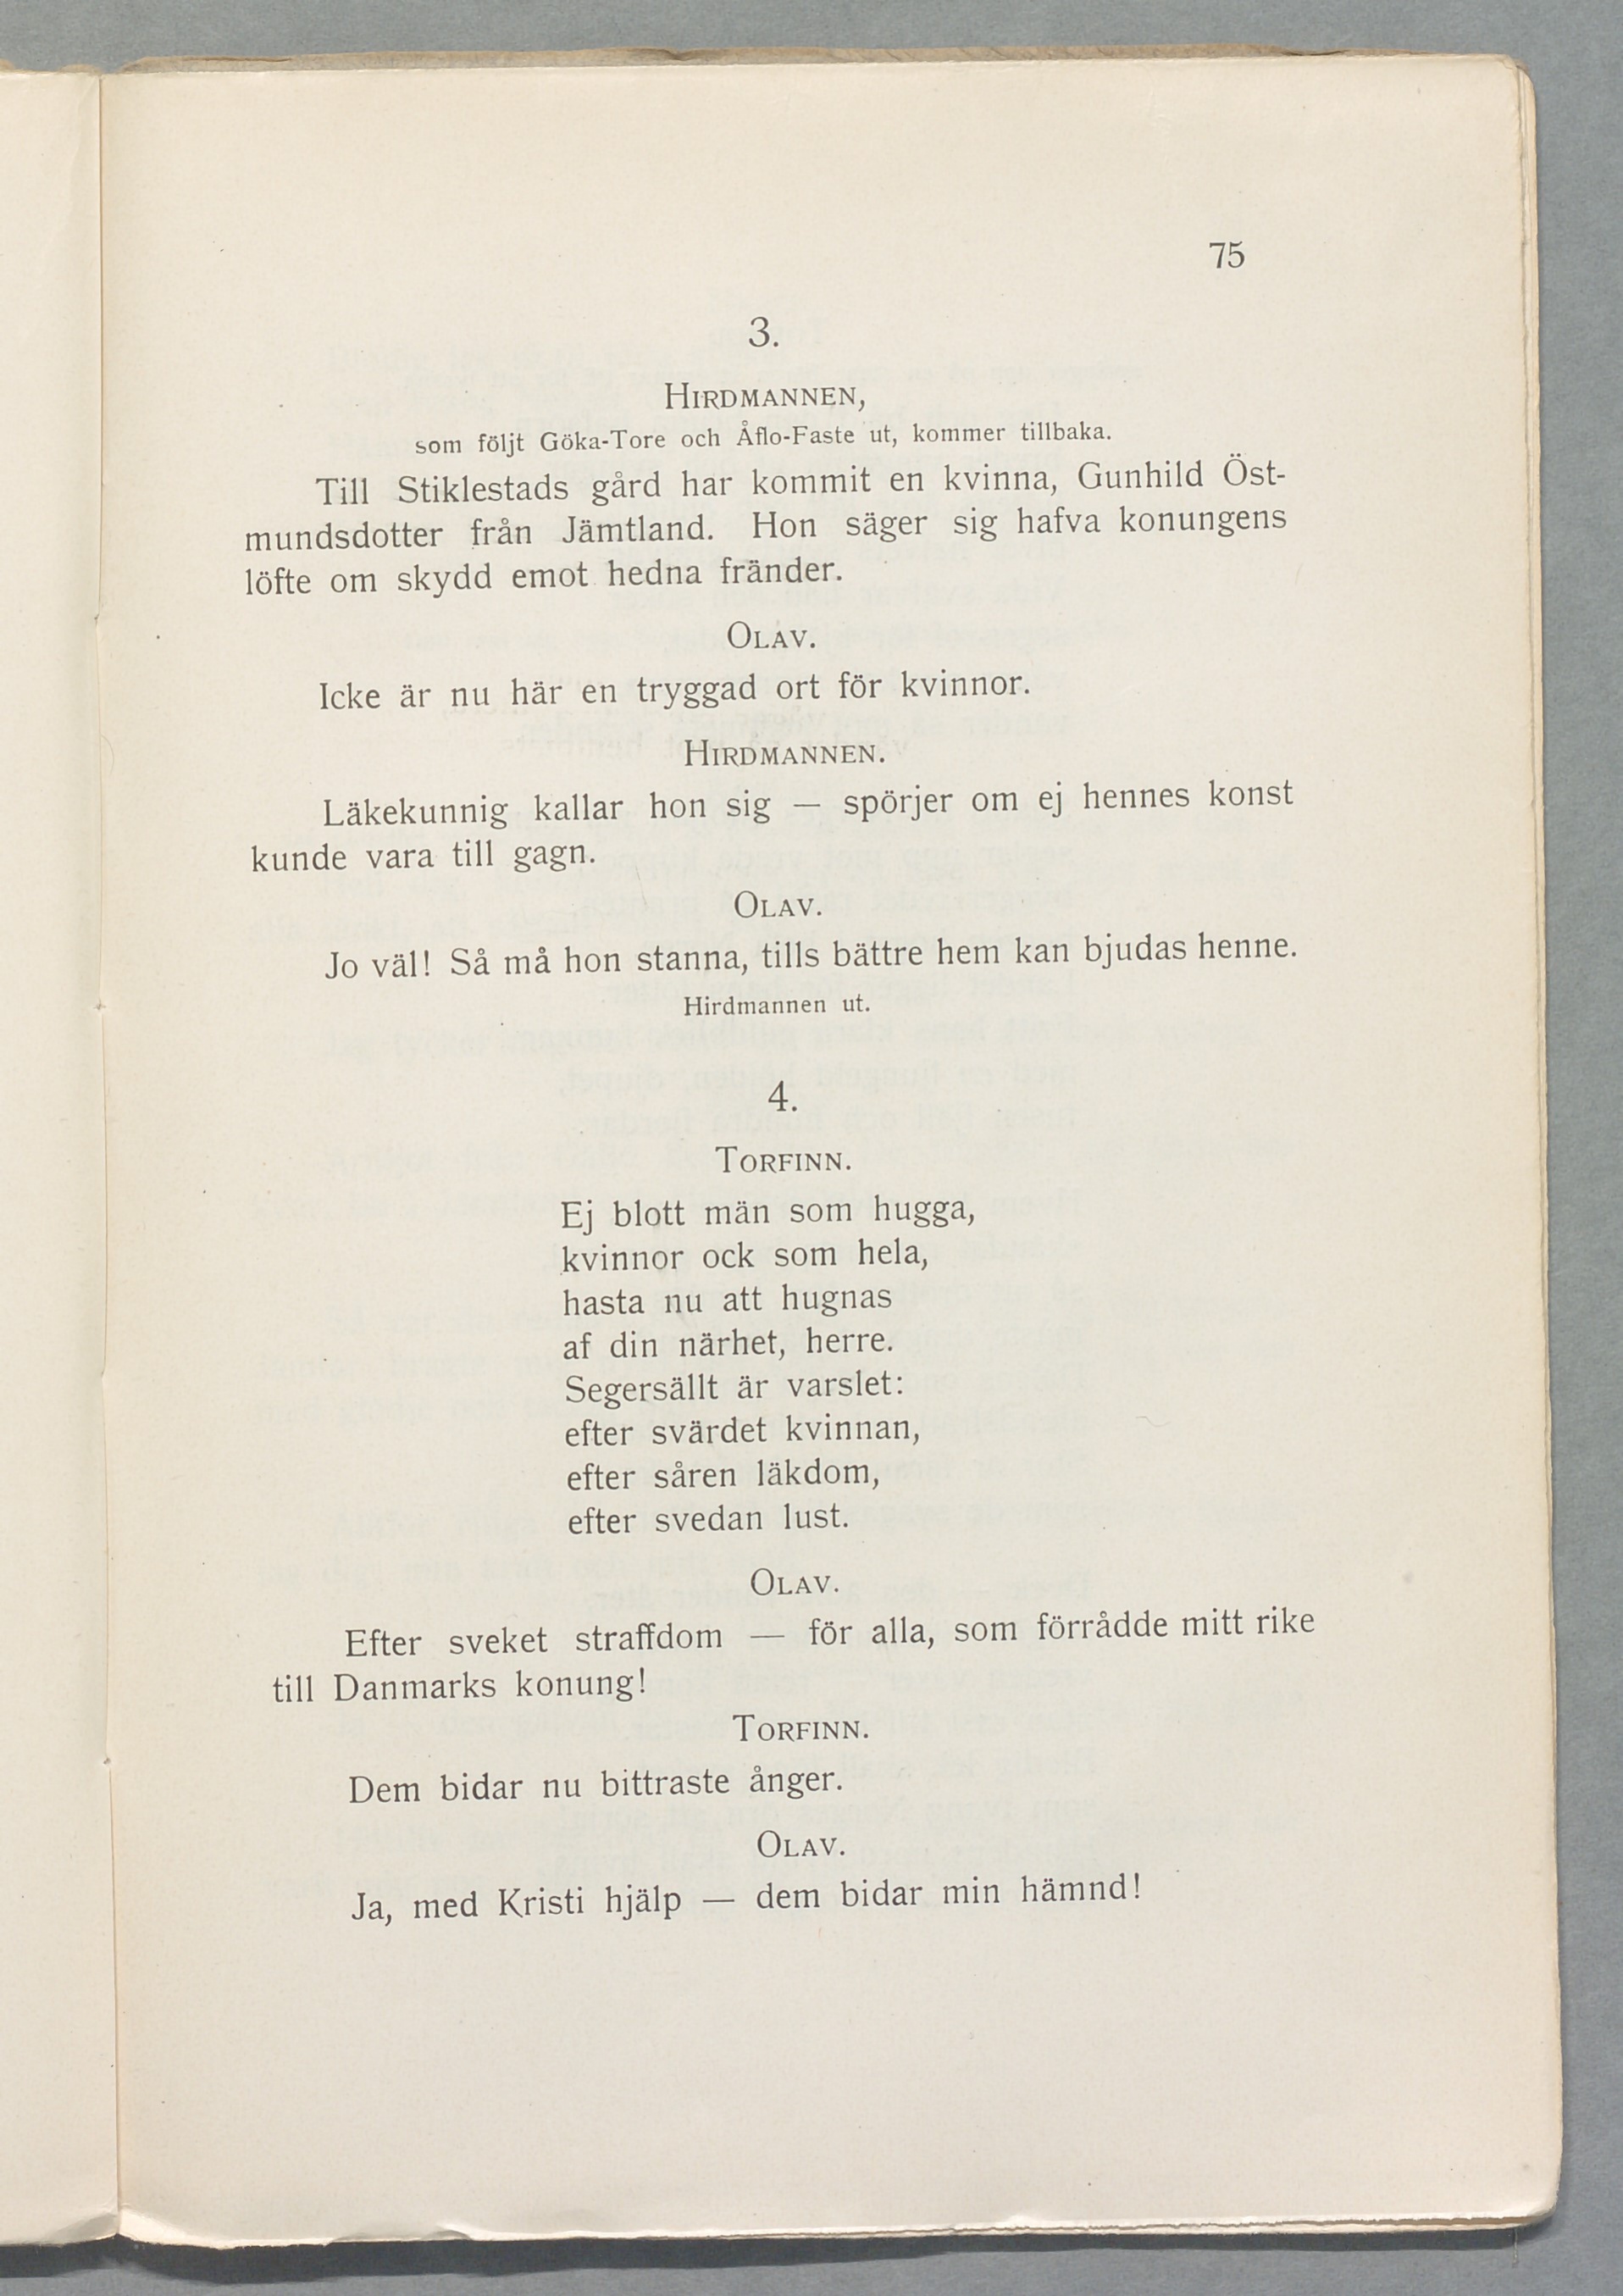 75
3.
HIRDMANNEN,
som följt Göka-Tore och Åflo-Faste ut, kommer tillbaka.
Till Stiklestads gård har kommit en kvinna, Gunhild Öst-
mundsdotter från Jämtland. Hon säger sig hafva konungens
löfte om skydd emot hedna fränder.
OLAV.
Icke är nu här en tryggad ort för kvinnor.
HIRDMANNEN.
Läkekunnig kallar hon sig — spörjer om ej hennes konst
kunde vara till gagn.
OLAV.
Jo väl! Så må hon stanna, tills bättre hem kan bjudas henne.
Hirdmannen ut.
4.
TORFINN.
Ej blott män som hugga,
kvinnor ock som hela,
hasta nu att hugnas
af din närhet, herre.
Segersällt är varslet:
efter svärdet kvinnan,
efter såren läkdom,
efter svedan lust.
OLAV.
Efter sveket straffdom — för alla, som förrådde mitt rike
till Danmarks konung!
TORFINN.
Dem bidar nu bittraste ånger.
OLAV.
Ja, med Kristi hjälp — dem bidar min hämnd!